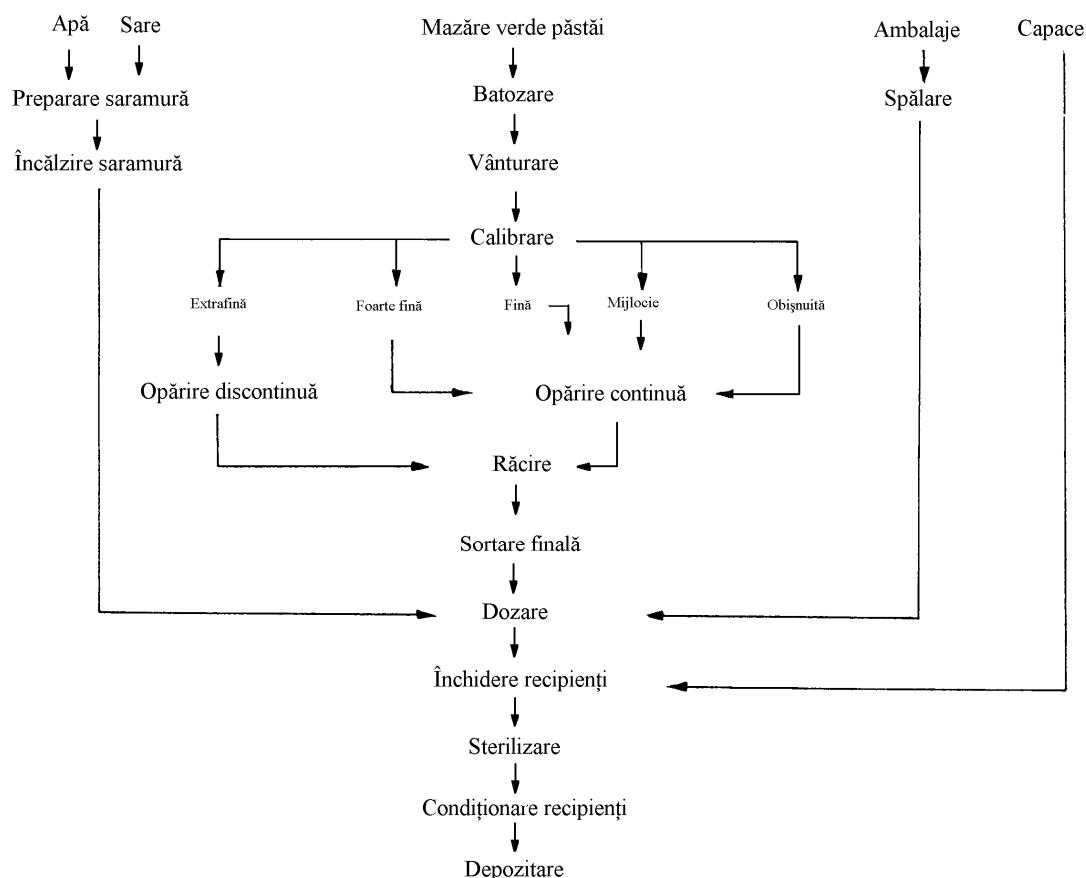 Apă
Sare
Mazăre verde păstăi
Ambalaje
Capace
Preparare saramură
Batozare
Spălare
Încălzire saramură
Vânturare
Calibrare
Extrafină
Foarte fină
Fină
Mijlocie
Obişnuită
Opărire discontinuă
Opărire continuă
Răcire
Sortare finală
Dozare
Închidere recipienți
Sterilizare
Condiționare recipienți
Depozitare